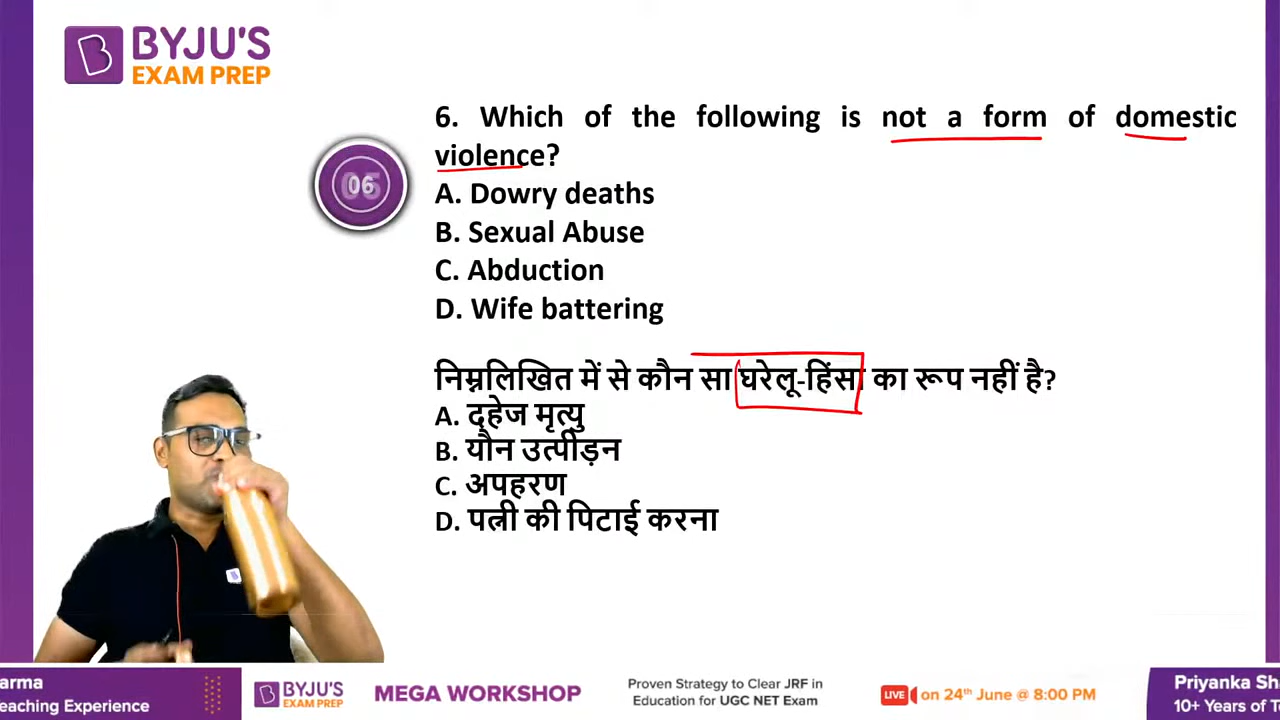 BYJU'S
EXAM PREP
6. Which of the following is not a form of domestic
violence?
06
A. Dowry deaths
B. Sexual Abuse
C. Abduction
D. Wife battering
निम्नलिखित में से कौन सा घरेलू-हिंसा का रूप नहीं है?
A. दहेज मृत्यु
B. यौन उत्पीड़न
C. अपहरण
D. पत्नी की पिटाई करना
arma
eaching Experience
BYJU'S
EXAM PREP
MEGA WORKSHOP
Proven Strategy to Clear JRF in
Education for UGC NET Exam
LIVE on 24th June @ 8:00 PM
Priyanka Sha
10+ Years of Te